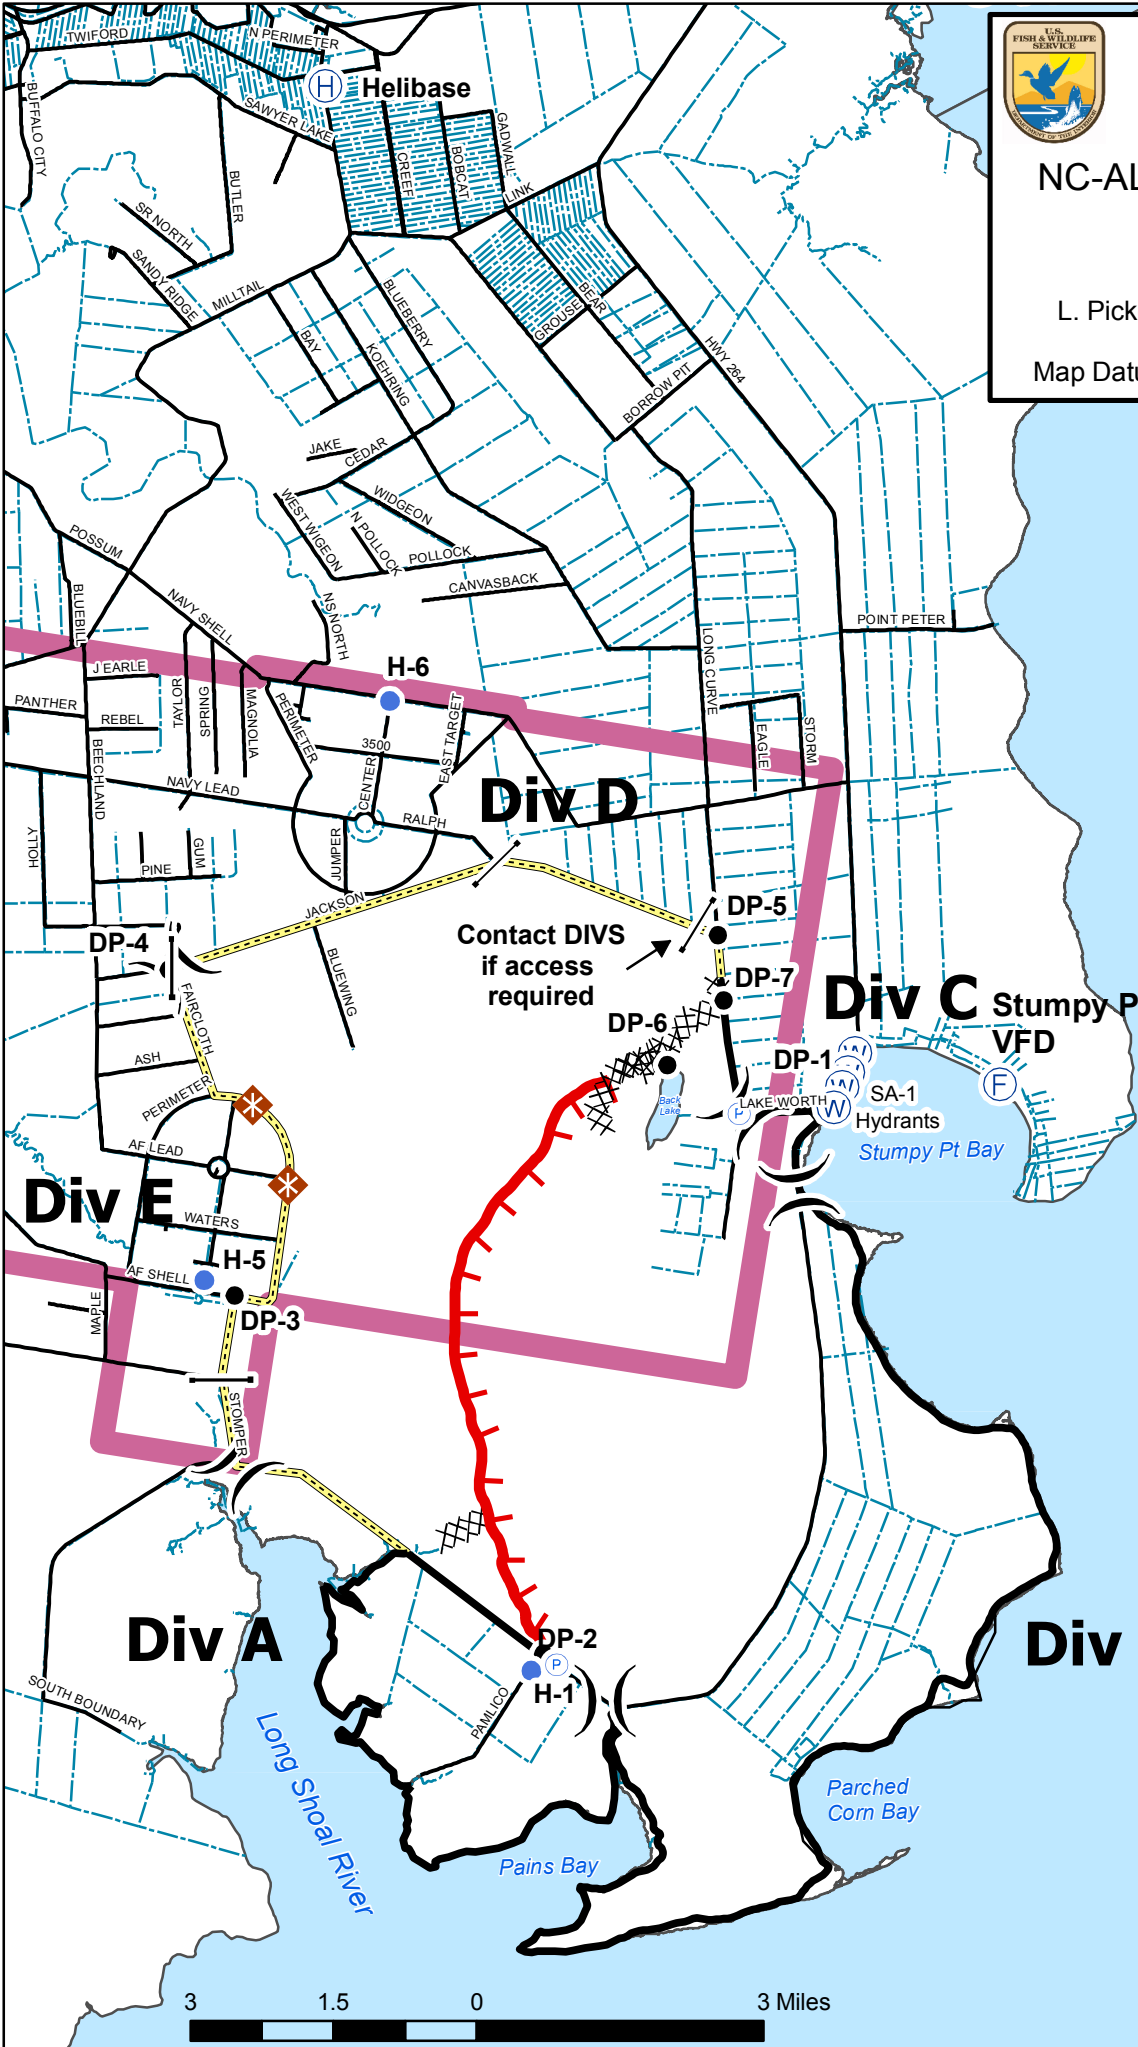 TWIFORD
N PERIMETER
U.S.
FISH & WILDLIFE
SERVICE
DEPARTMENT OF THE INTERIOR
H
Helibase
BUFFALO CITY
SAWYER LAKE
CREEF
BOBCAT
GADWALL
LINK
NC-AL
BUTLER
SR NORTH
SANDY RIDGE
MILLTAIL
BLUEBERRY
BEAR
GROUSE
L. Pick
BAY
KOEHRING
HWY 264
Map Datu
BORROW PIT
JAKE
CEDAR
WIDGEON
WEST WIGEON
N POLLOCK
POLLOCK
CANVASBACK
POSSUM
BLUEBILL
NAVY SHELL
NS NORTH
POINT PETER
LONG CURVE
J EARLE
H-6
PANTHER
REBEL
TAYLOR
SPRING
MAGNOLIA
PERIMETER
EAST TARGET
EAGLE
STORM
3500
BEECHLAND
NAVY LEAD
CENTER
Div D
RALPH
HOLLY
PINE
GUM
JUMPER
JACKSON
DP-5
DP-4
Contact DIVS
if access
required
BLUEWING
DP-7
FAIRCLOTH
Div C
Stumpy P
VFD
DP-6
ASH
DP-1
W
W
W
F
PERIMETER
Back
Lake
P
LAKE WORTH
SA-1
Hydrants
AF LEAD
Stumpy Pt Bay
Div E
WATERS
H-5
AF SHELL
MAPLE
DP-3
STOMPER
Div A
DP-2
P
H-1
Div
SOUTH BOUNDARY
PAMLICO
Long Shoal River
Parched
Corn Bay
Pains Bay
3
1.5
0
3 Miles